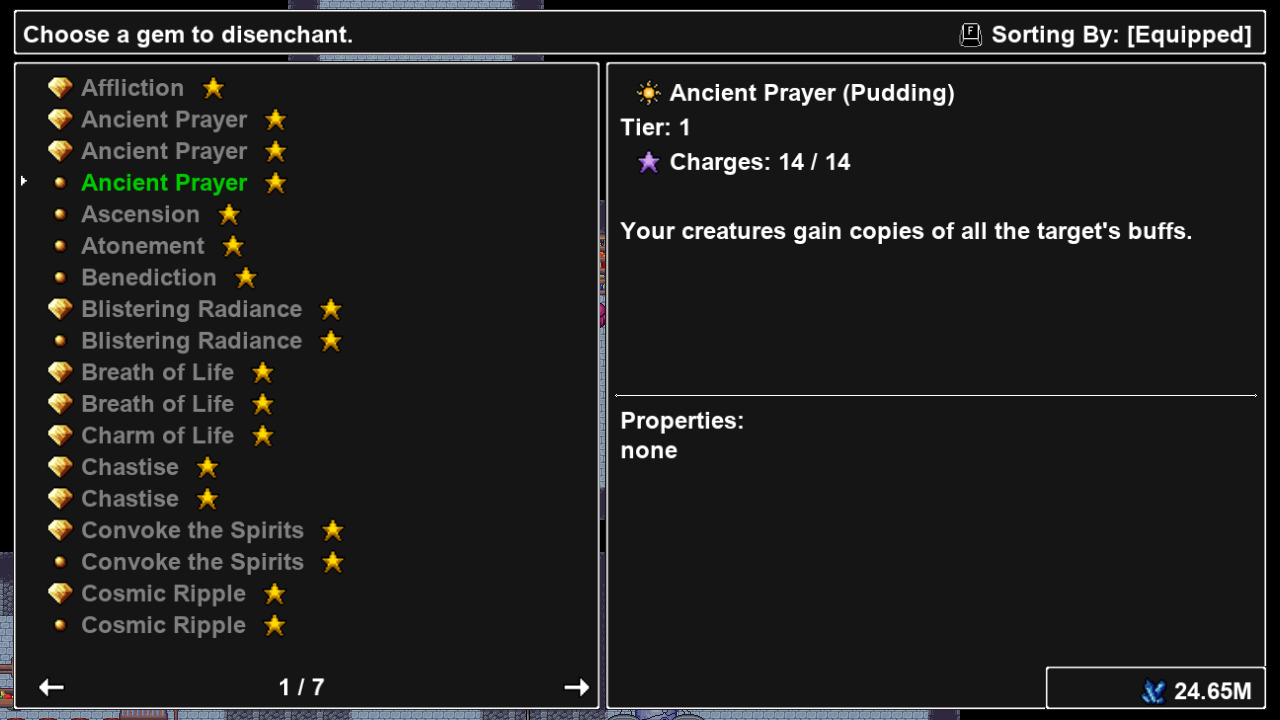 Choose a gem to disenchant.
F Sorting By: [Equipped]
Affliction
Ancient Prayer
Ancient Prayer
Ancient Prayer
Ascension
Atonement
Benediction
Blistering Radiance
Blistering Radiance
Breath of Life
Breath of Life
Charm of Life
Chastise
Chastise
Convoke the Spirits
Convoke the Spirits
Cosmic Ripple
Cosmic Ripple
1 / 7
Ancient Prayer (Pudding)
Tier: 1
Charges: 14 / 14
Your creatures gain copies of all the target's buffs.
Properties:
none
24.65M